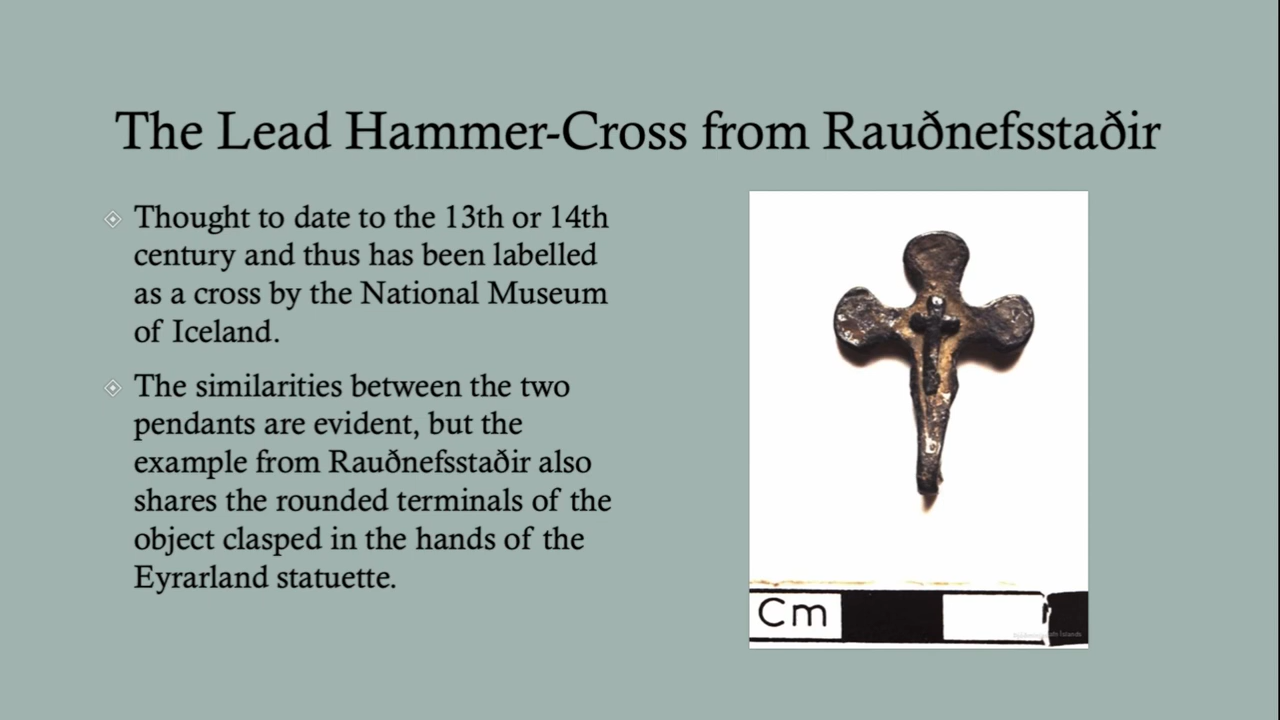 The Lead Hammer-Cross from Rauðnefsstaðir
Thought to date to the 13th or 14th
century and thus has been labelled
as a cross by the National Museum
of Iceland.
The similarities between the two
pendants are evident, but the
example from Rauðnefsstaðir also
shares the rounded terminals of the
object clasped in the hands of the
Eyrarland statuette.
Cm